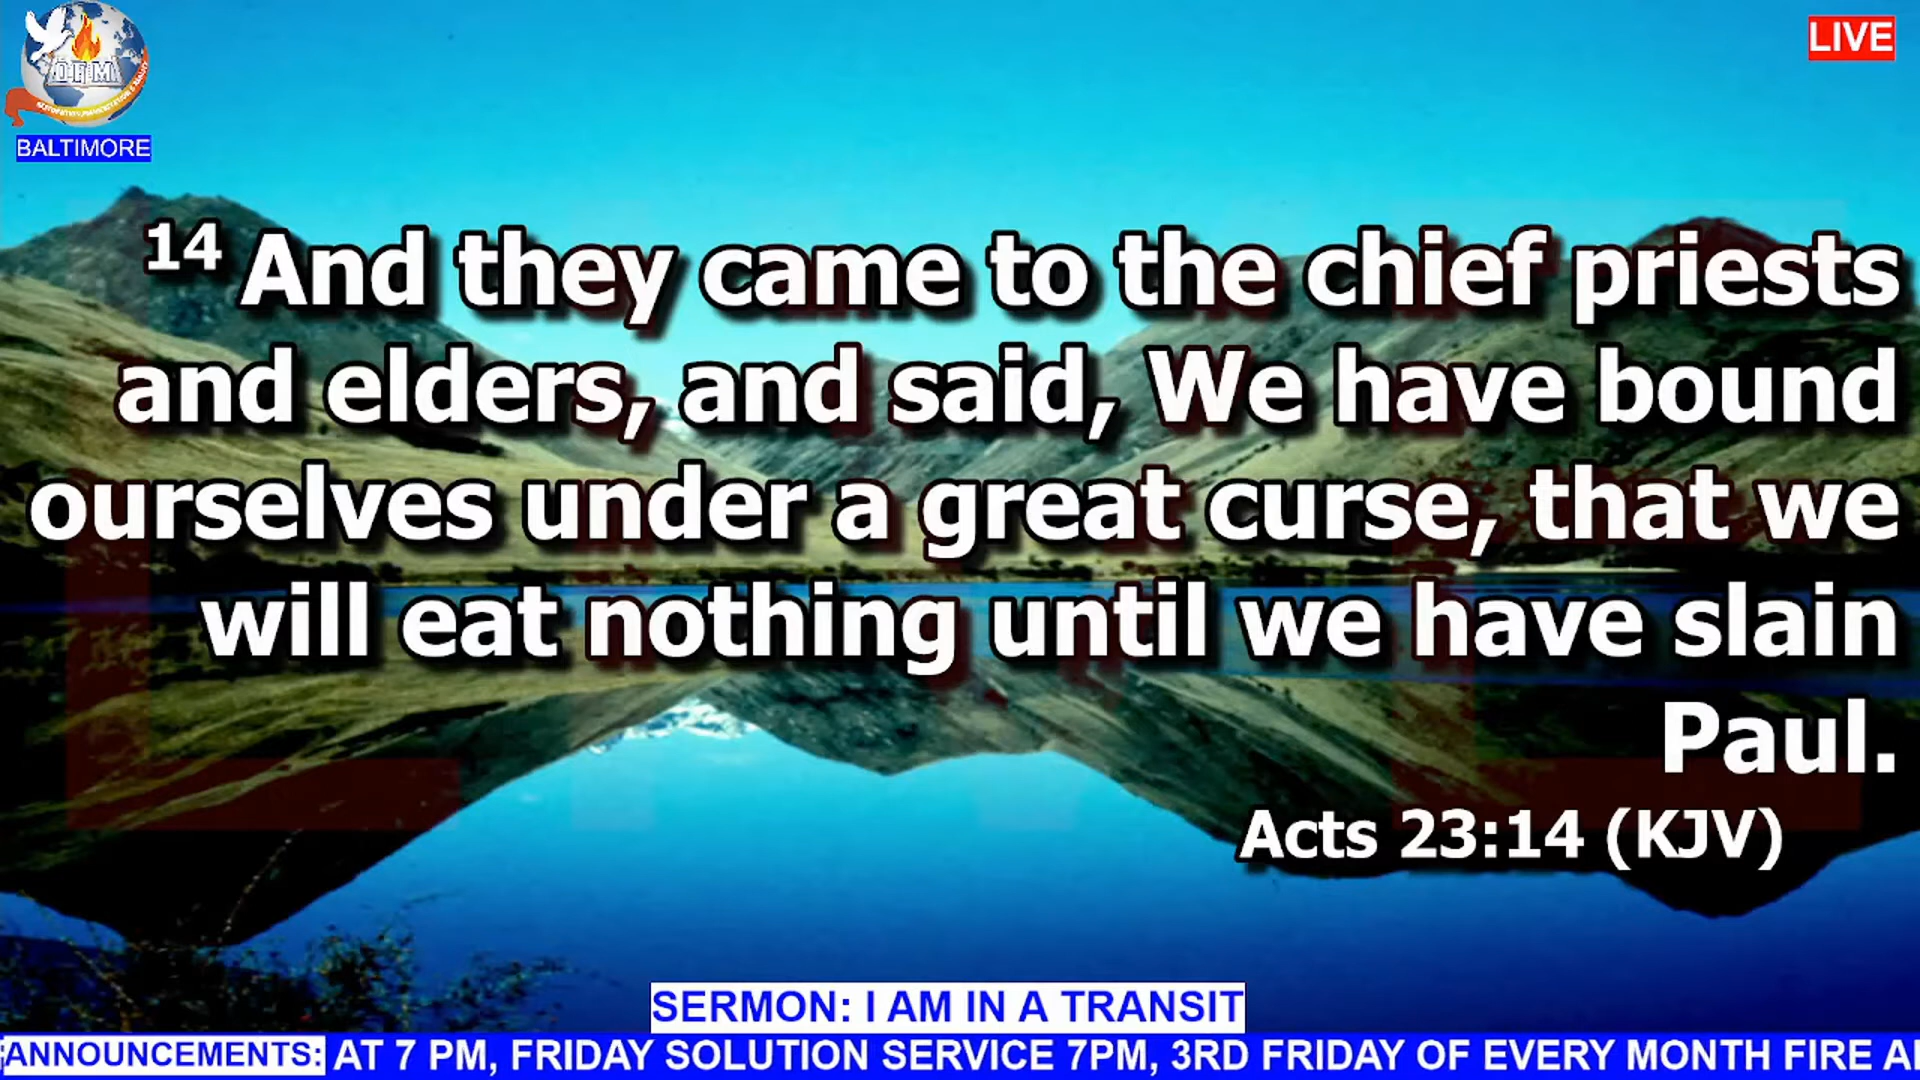 O.F.M
BALTIMORE
LIVE
14 And they came to the chief priests
and elders, and said, We have bound
ourselves under a great curse, that we
will eat nothing until we have slain
Paul.
Acts 23:14 (KJV)
SERMON: I AM IN A TRANSIT
ANNOUNCEMENTS: AT 7 PM, FRIDAY SOLUTION SERVICE 7PM, 3RD FRIDAY OF EVERY MONTH FIRE